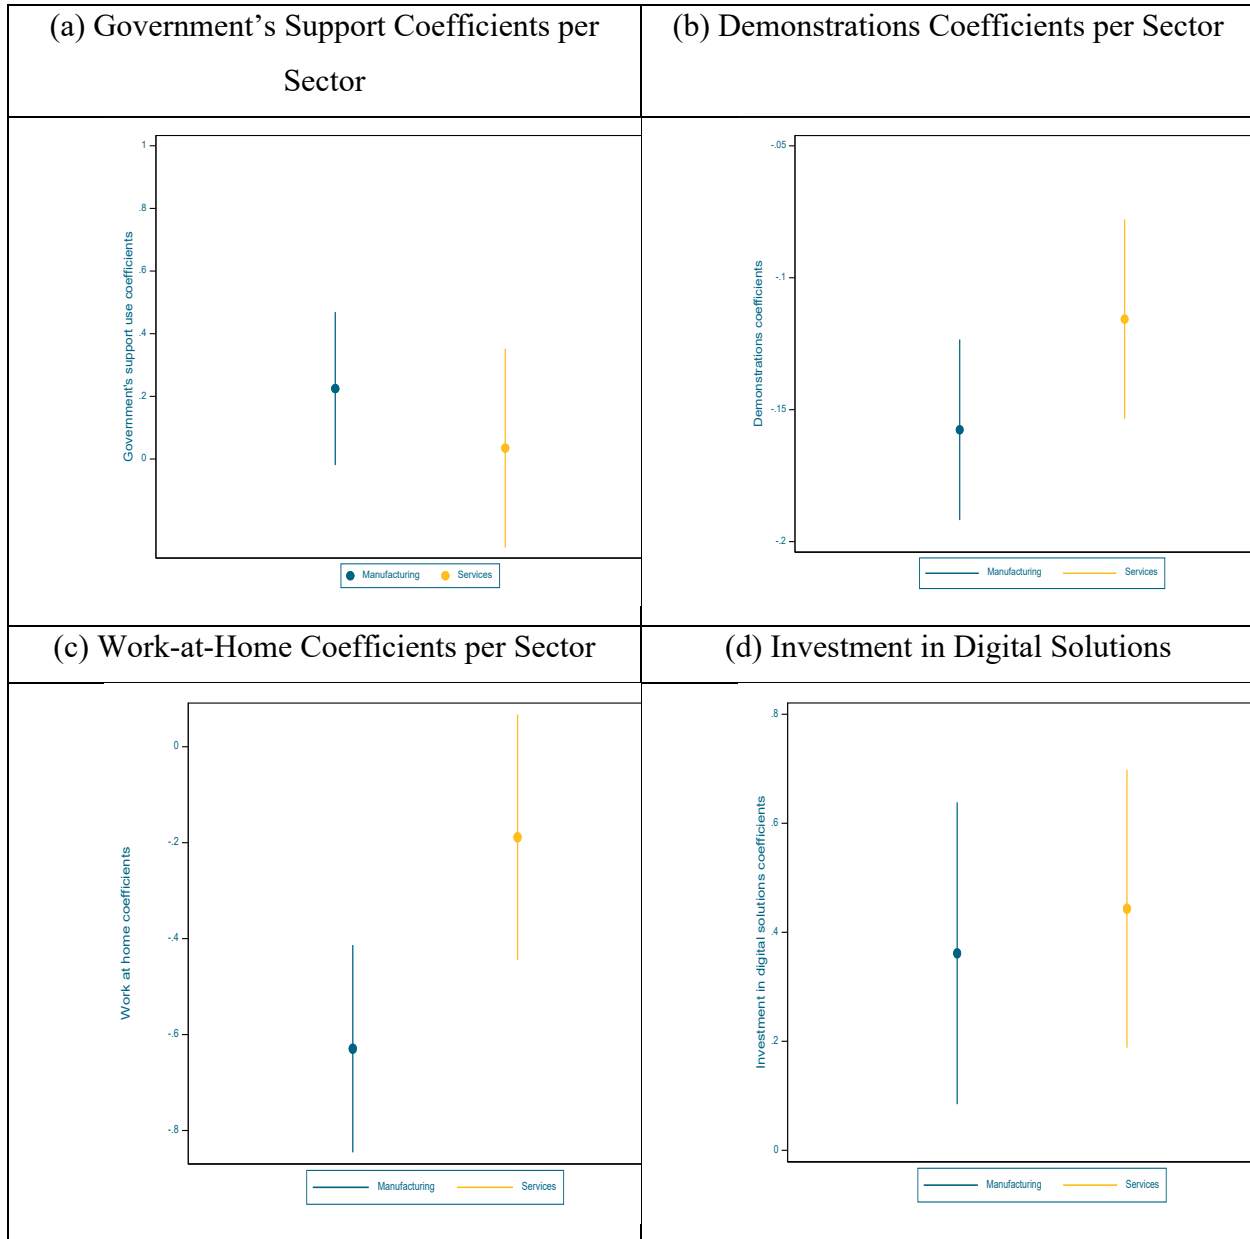 (a) Government’s Support Coefficients per
Sector
(b) Demonstrations Coefficients per Sector
Government's support use coefficients
1
.8
.6
.4
.2
0
Manufacturing Services
Demonstrations coefficients
-.05
-.1
-.15
-.2
Manufacturing Services
(c) Work-at-Home Coefficients per Sector
(d) Investment in Digital Solutions
Work at home coefficients
0
-.2
-.4
-.6
-.8
Manufacturing Services
Investment in digital solutions coefficients
.8
.6
.4
.2
0
Manufacturing Services